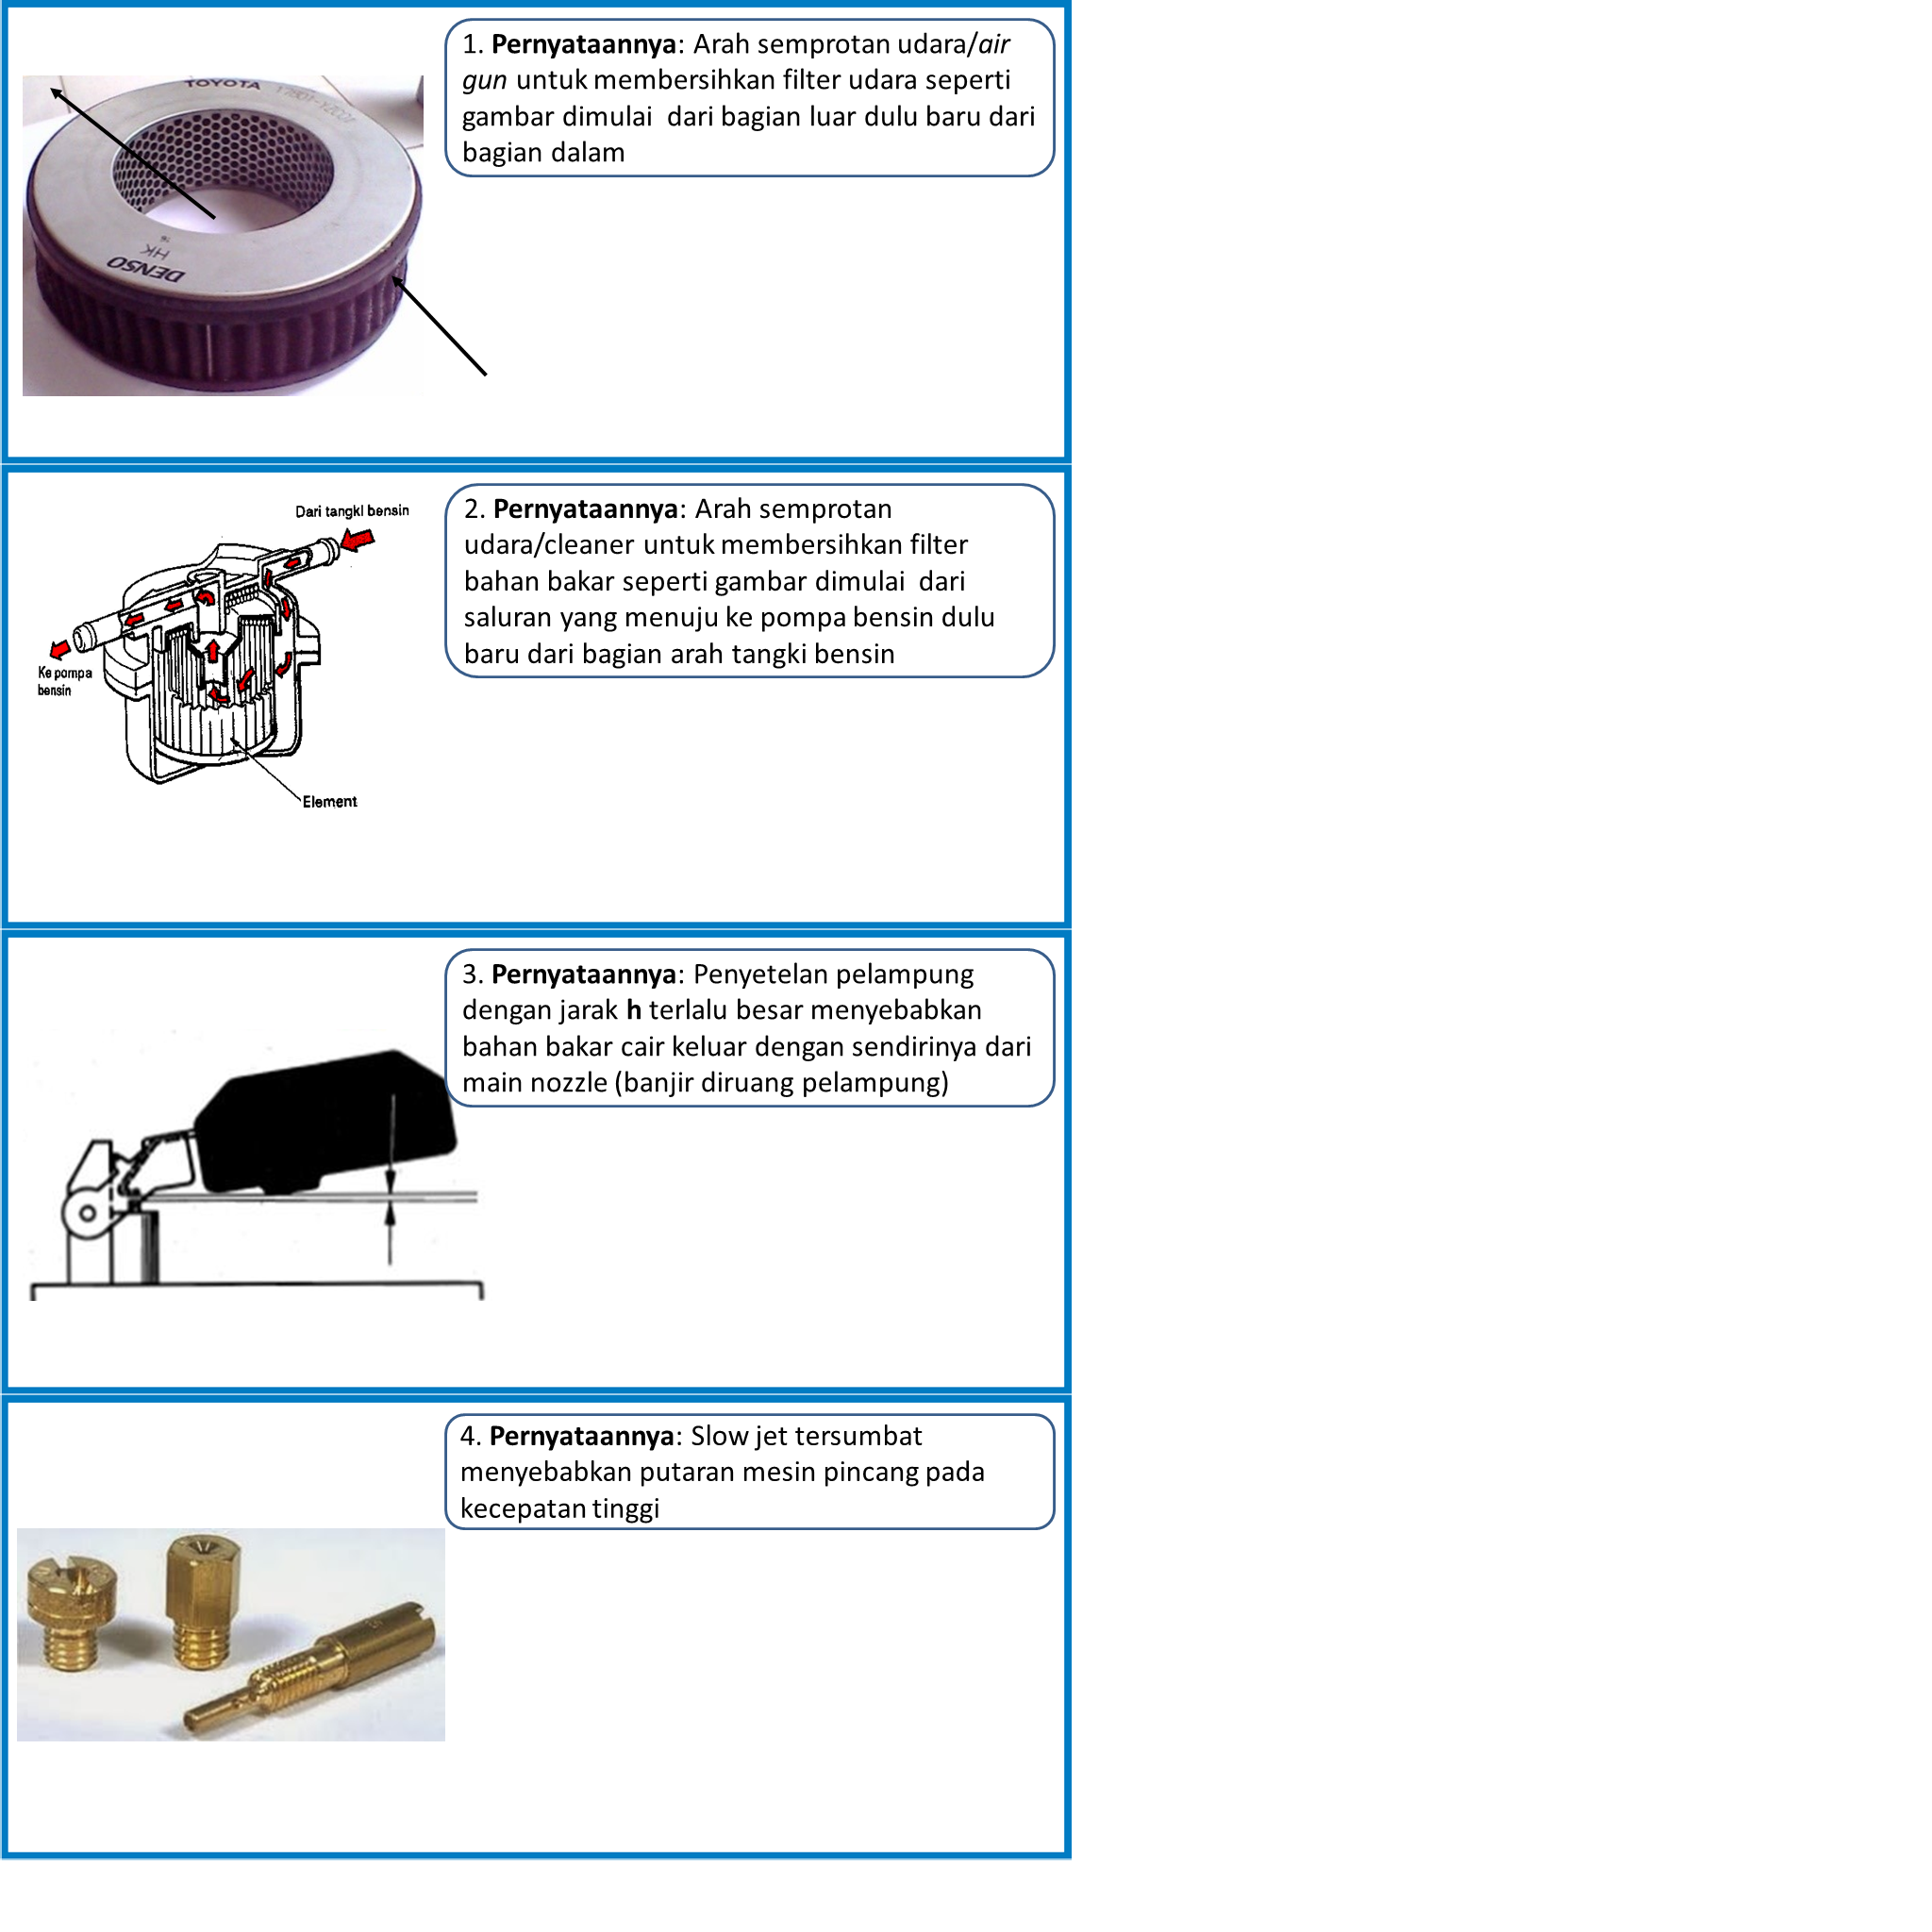 1. Pernyataannya: Arah semprotan udara/air
gun untuk membersihkan filter udara seperti
gambar dimulai dari bagian luar dulu baru dari
bagian dalam
TOYOTA
HK
DENSO
2. Pernyataannya: Arah semprotan
udara/cleaner untuk membersihkan filter
bahan bakar seperti gambar dimulai dari
saluran yang menuju ke pompa bensin dulu
baru dari bagian arah tangki bensin
Dari tangki bensin
Ke pompa
bensin
Element
3. Pernyataannya: Penyetelan pelampung
dengan jarak h terlalu besar menyebabkan
bahan bakar cair keluar dengan sendirinya dari
main nozzle (banjir diruang pelampung)
4. Pernyataannya: Slow jet tersumbat
menyebabkan putaran mesin pincang pada
kecepatan tinggi